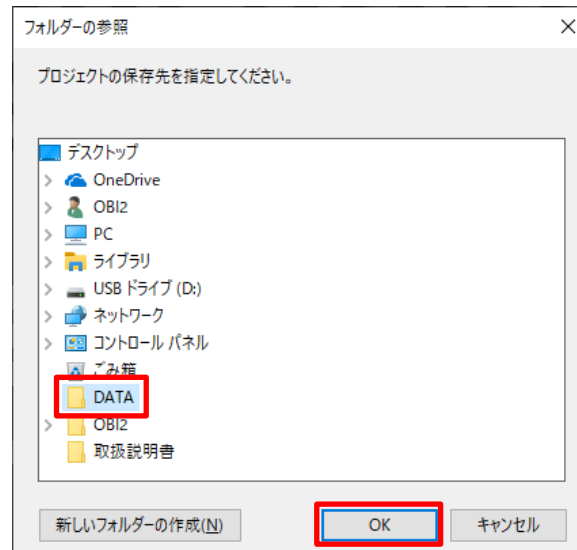 フォルダーの参照
プロジェクトの保存先を指定してください。
デスクトップ
OneDrive
OBI2
PC
ライブラリ
USB ドライブ (D:)
ネットワーク
コントロール パネル
ごみ箱
DATA
OBI2
取扱説明書
新しいフォルダーの作成(N) OK キャンセル